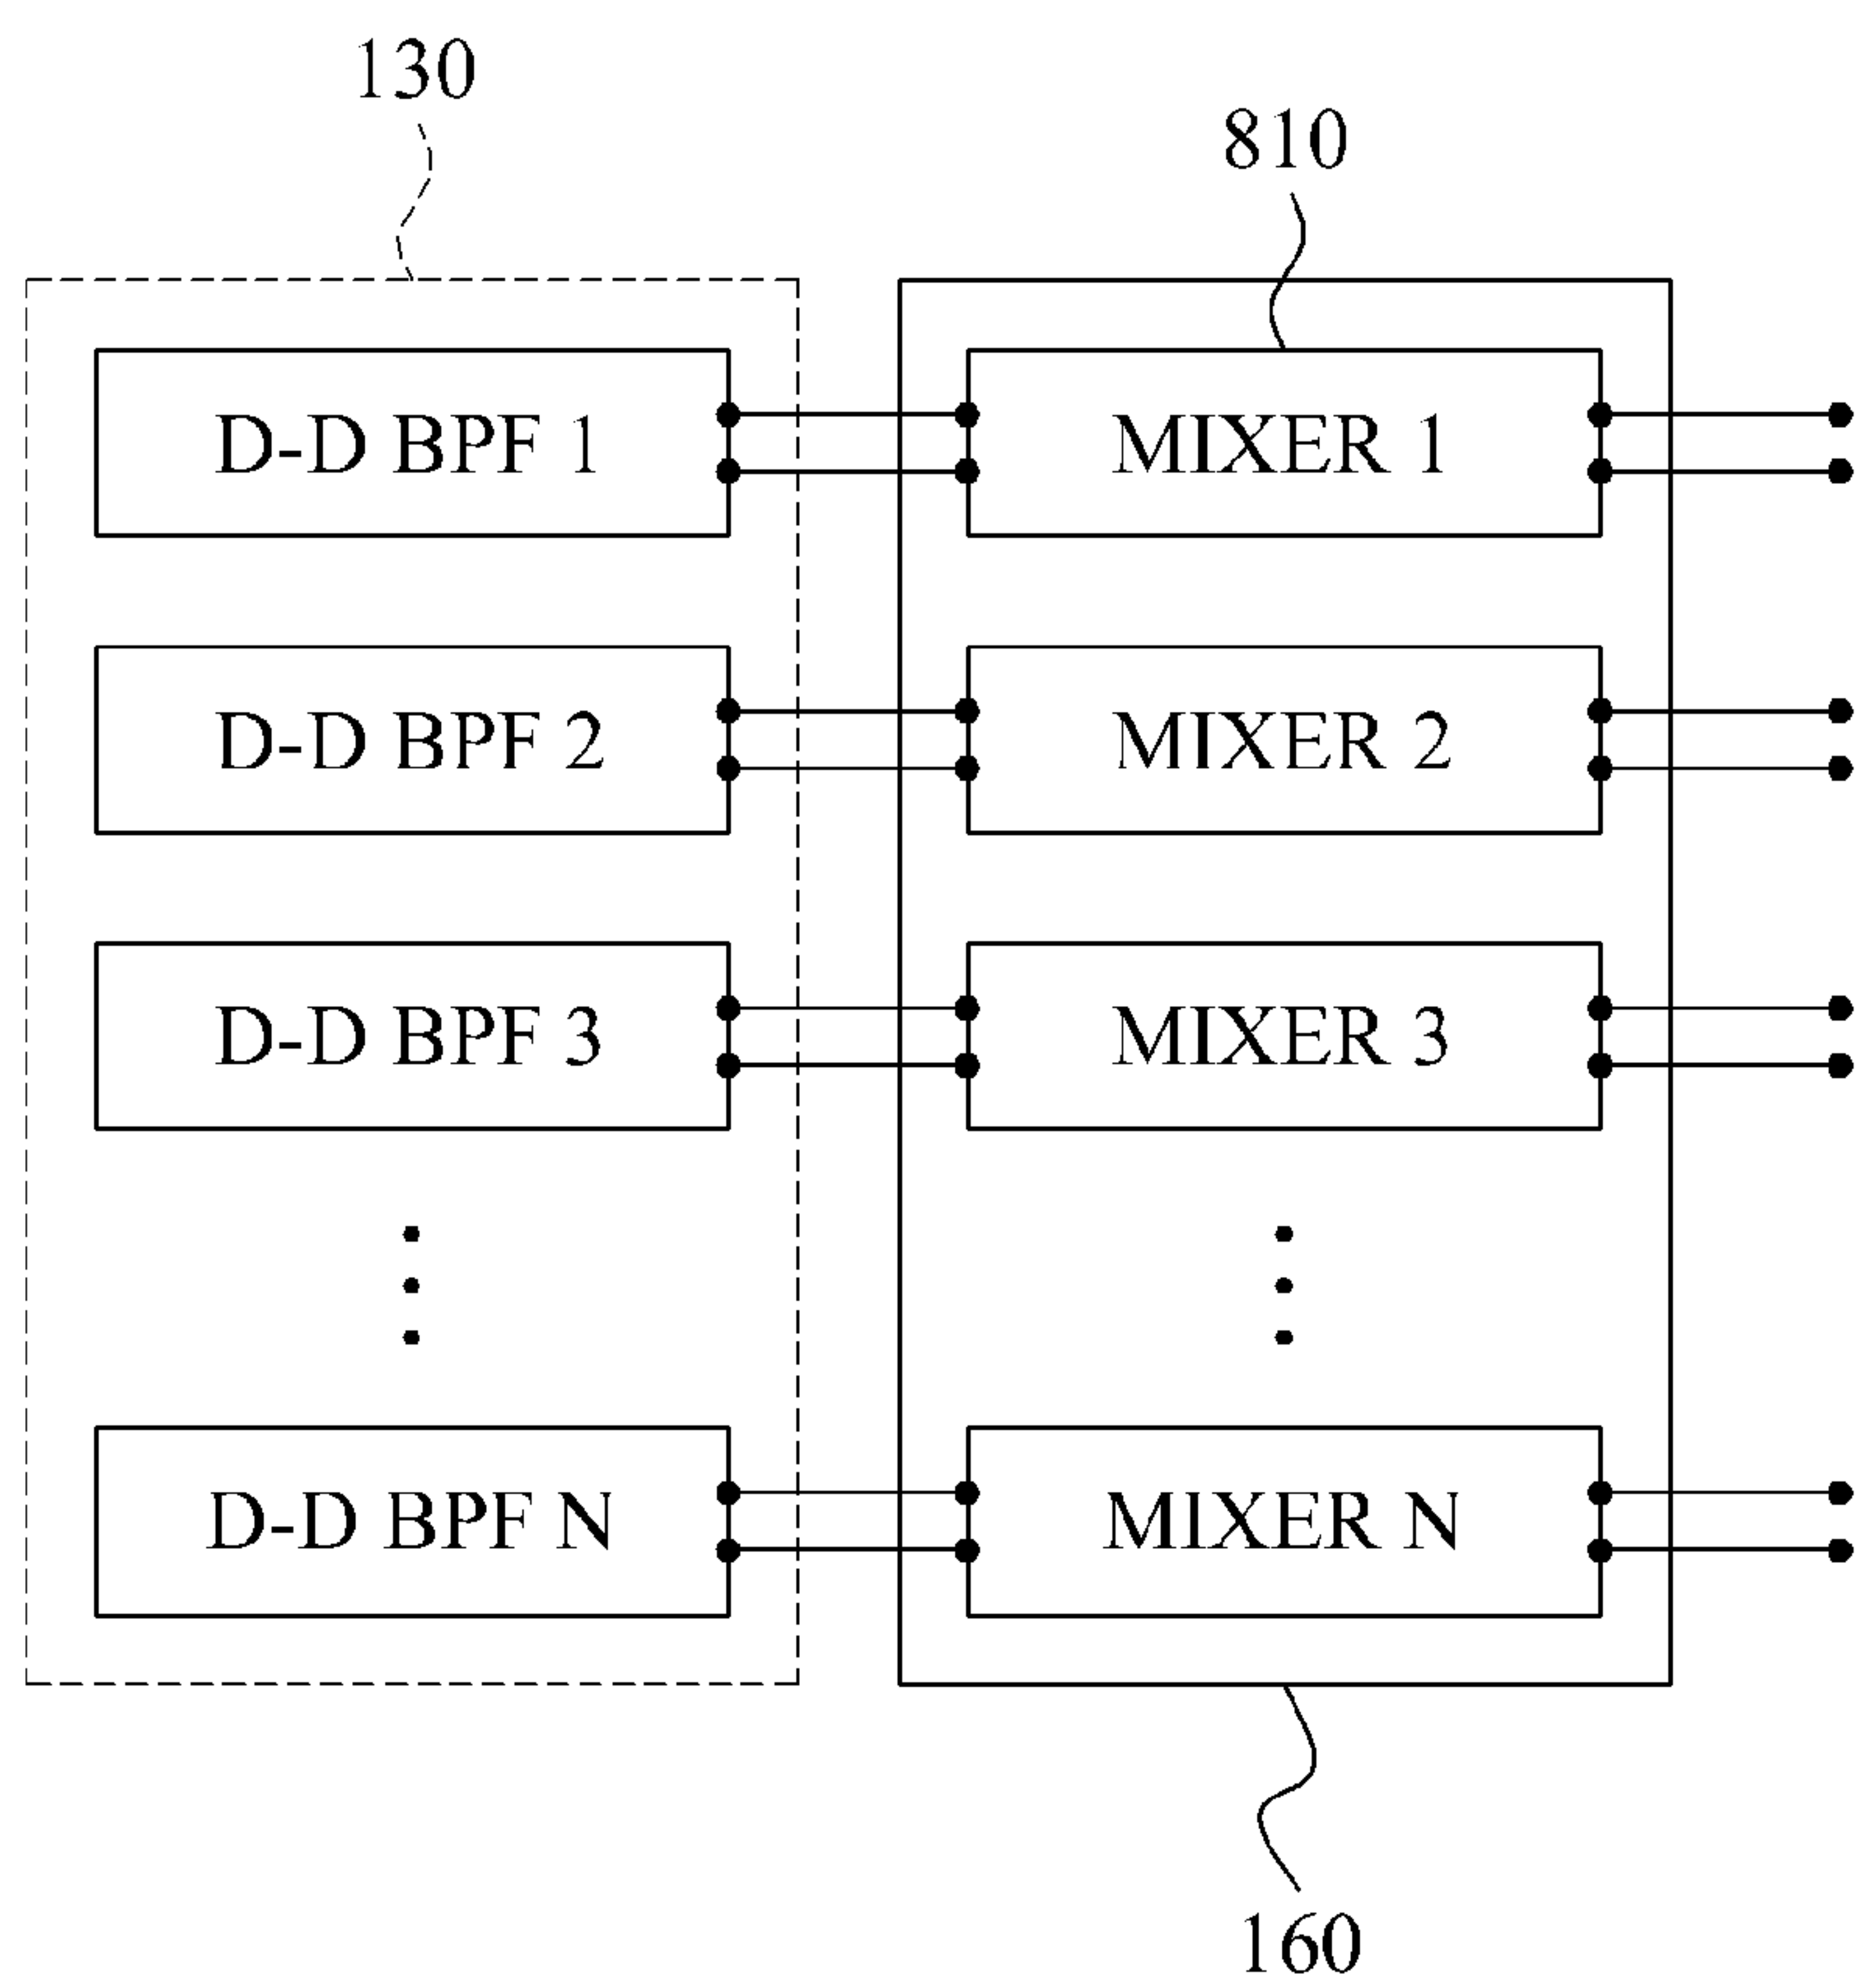 130
810
D-D BPF 1
MIXER 1
D-D BPF 2
MIXER 2
D-D BPF 3
MIXER 3
D-D BPF N
MIXER N
160